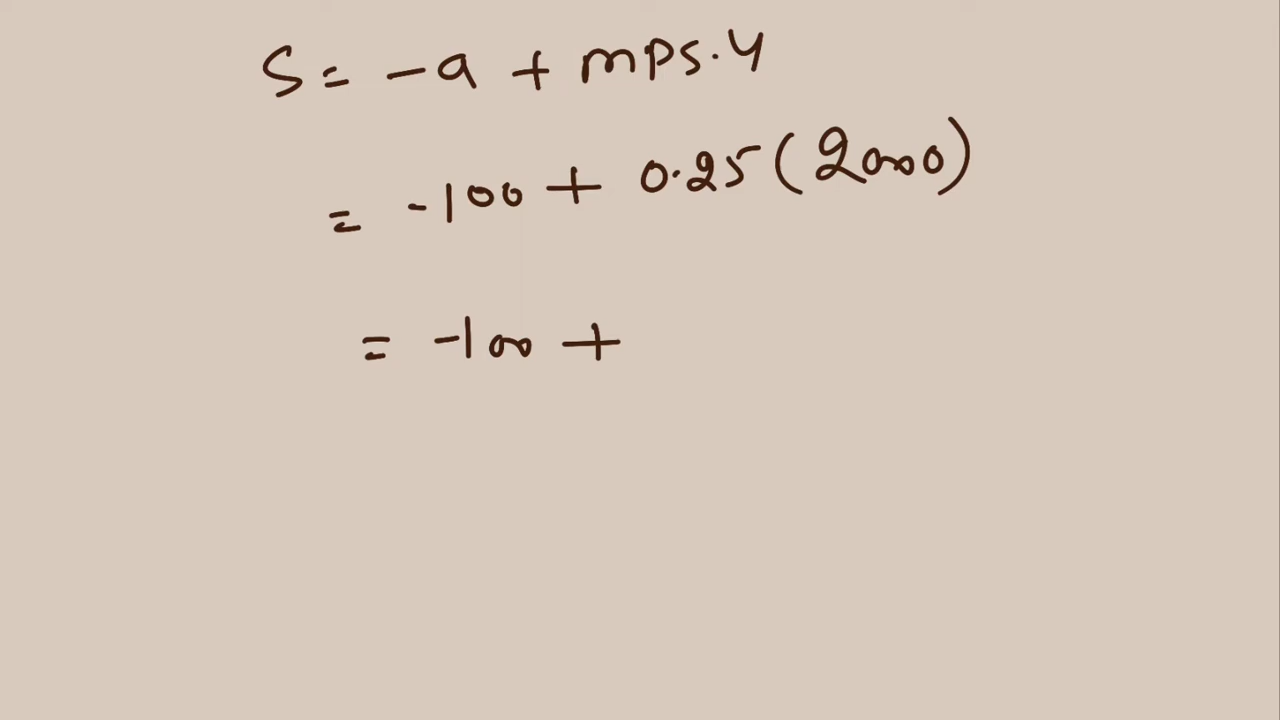 S = -a + mps.y
= -100 + 0.25(2000)
= -100 +